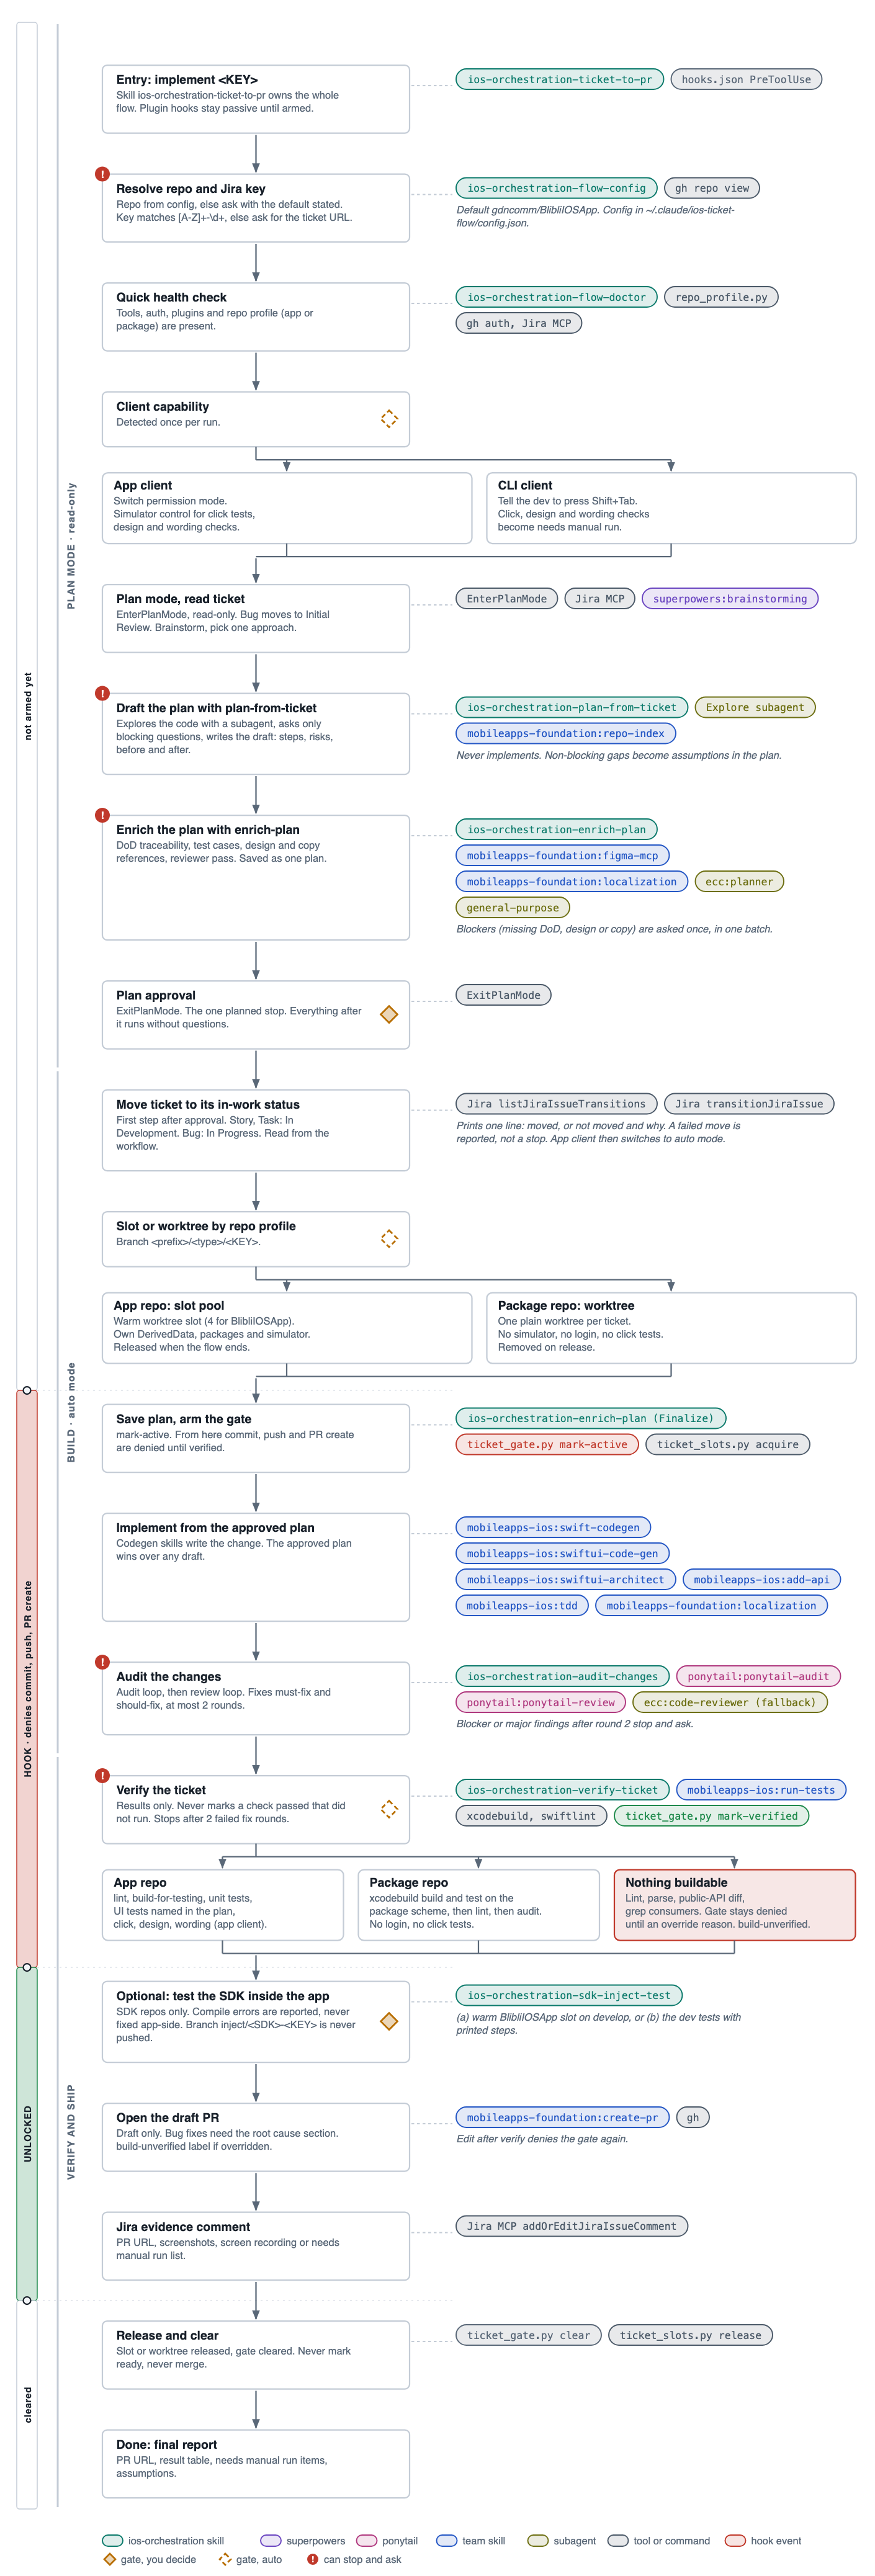 Entry: implement <KEY>
Skill ios-orchestration-ticket-to-pr owns the whole
flow. Plugin hooks stay passive until armed.
ios-orchestration-ticket-to-pr
hooks.json PreToolUse
!
Resolve repo and Jira key
Repo from config, else ask with the default stated.
Key matches [A-Z]+-\d+, else ask for the ticket URL.
ios-orchestration-flow-config
gh repo view
Default gdncomm/BlibliIOSApp. Config in ~/.claude/ios-ticket-
flow/config.json.
Quick health check
Tools, auth, plugins and repo profile (app or
package) are present.
ios-orchestration-flow-doctor
repo_profile.py
gh auth, Jira MCP
Client capability
Detected once per run.
App client
Switch permission mode.
Simulator control for click tests,
design and wording checks.
CLI client
Tell the dev to press Shift+Tab.
Click, design and wording checks
become needs manual run.
PLAN MODE · read-only
Plan mode, read ticket
EnterPlanMode, read-only. Bug moves to Initial
Review. Brainstorm, pick one approach.
EnterPlanMode
Jira MCP
superpowers:brainstorming
not armed yet
!
Draft the plan with plan-from-ticket
Explores the code with a subagent, asks only
blocking questions, writes the draft: steps, risks,
before and after.
ios-orchestration-plan-from-ticket
Explore subagent
mobileapps-foundation:repo-index
Never implements. Non-blocking gaps become assumptions in the plan.
!
Enrich the plan with enrich-plan
DoD traceability, test cases, design and copy
references, reviewer pass. Saved as one plan.
ios-orchestration-enrich-plan
mobileapps-foundation:figma-mcp
mobileapps-foundation:localization
ecc:planner
general-purpose
Blockers (missing DoD, design or copy) are asked once, in one batch.
Plan approval
ExitPlanMode. The one planned stop. Everything after
it runs without questions.
ExitPlanMode
Move ticket to its in-work status
First step after approval. Story, Task: In
Development. Bug: In Progress. Read from the
workflow.
Jira listJiraIssueTransitions
Jira transitionJiraIssue
Prints one line: moved, or not moved and why. A failed move is
reported, not a stop. App client then switches to auto mode.
Slot or worktree by repo profile
Branch <prefix>/<type>/<KEY>.
App repo: slot pool
Warm worktree slot (4 for BlibliIOSApp).
Own DerivedData, packages and simulator.
Released when the flow ends.
Package repo: worktree
One plain worktree per ticket.
No simulator, no login, no click tests.
Removed on release.
BUILD · auto mode
Save plan, arm the gate
mark-active. From here commit, push and PR create
are denied until verified.
ios-orchestration-enrich-plan (Finalize)
ticket_gate.py mark-active
ticket_slots.py acquire
Implement from the approved plan
Codegen skills write the change. The approved plan
wins over any draft.
mobileapps-ios:swift-codegen
mobileapps-ios:swiftui-code-gen
mobileapps-ios:swiftui-architect
mobileapps-ios:add-api
mobileapps-ios:tdd
mobileapps-foundation:localization
HOOK · denies commit, push, PR create
!
Audit the changes
Audit loop, then review loop. Fixes must-fix and
should-fix, at most 2 rounds.
ios-orchestration-audit-changes
ponytail:ponytail-audit
ponytail:ponytail-review
ecc:code-reviewer (fallback)
Blocker or major findings after round 2 stop and ask.
!
Verify the ticket
Results only. Never marks a check passed that did
not run. Stops after 2 failed fix rounds.
ios-orchestration-verify-ticket
mobileapps-ios:run-tests
xcodebuild, swiftlint
ticket_gate.py mark-verified
App repo
lint, build-for-testing, unit tests,
UI tests named in the plan,
click, design, wording (app client).
Package repo
xcodebuild build and test on the
package scheme, then lint, then audit.
No login, no click tests.
Nothing buildable
Lint, parse, public-API diff,
grep consumers. Gate stays denied
until an override reason. build-unverified.
Optional: test the SDK inside the app
SDK repos only. Compile errors are reported, never
fixed app-side. Branch inject/<SDK>-<KEY> is never
pushed.
ios-orchestration-sdk-inject-test
(a) warm BlibliIOSApp slot on develop, or (b) the dev tests with
printed steps.
UNLOCKED
VERIFY AND SHIP
Open the draft PR
Draft only. Bug fixes need the root cause section.
build-unverified label if overridden.
mobileapps-foundation:create-pr
gh
Edit after verify denies the gate again.
Jira evidence comment
PR URL, screenshots, screen recording or needs
manual run list.
Jira MCP addOrEditJiraIssueComment
Release and clear
Slot or worktree released, gate cleared. Never mark
ready, never merge.
ticket_gate.py clear
ticket_slots.py release
cleared
Done: final report
PR URL, result table, needs manual run items,
assumptions.
ios-orchestration skill
superpowers
ponytail
team skill
subagent
tool or command
hook event
gate, you decide
gate, auto
!
can stop and ask